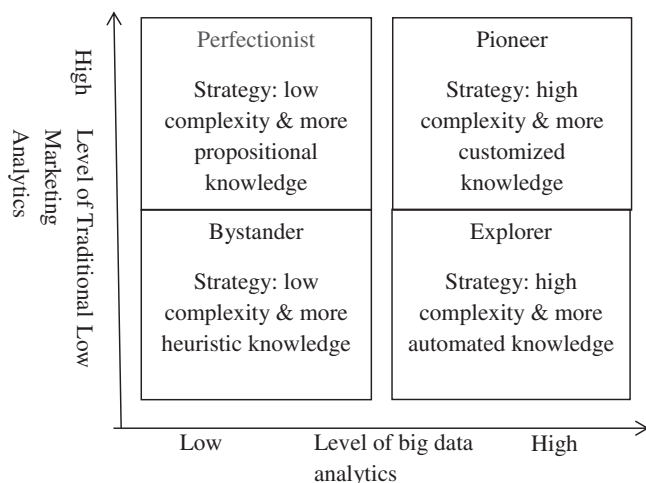 High
Level of Traditional Low
Marketing
Analytics
Perfectionist
Strategy: low
complexity & more
propositional
knowledge
Pioneer
Strategy: high
complexity & more
customized
knowledge
Bystander
Strategy: low
complexity & more
heuristic knowledge
Explorer
Strategy: high
complexity & more
automated knowledge
Low
Level of big data
analytics
High